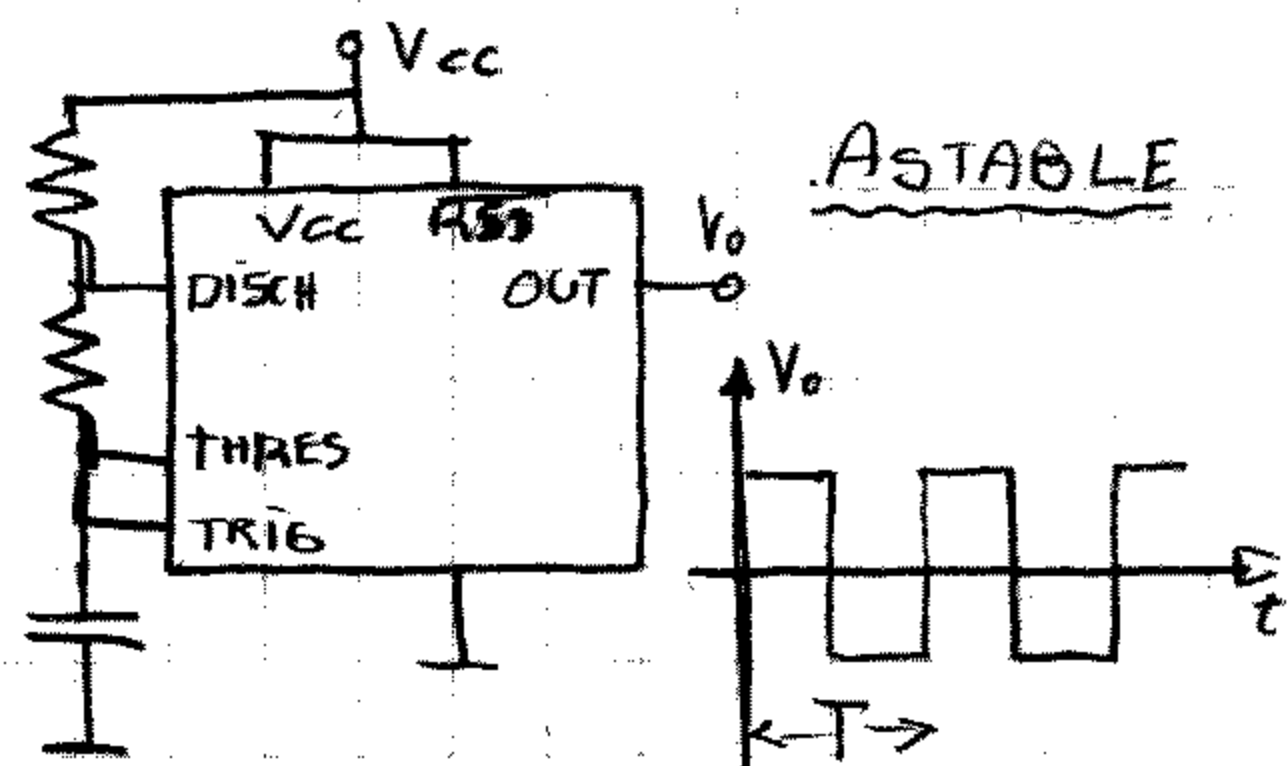 Vcc
ASTABLE
Vcc
Vo
DISCH
OUT
Vo
THRES
TRIG
t
T